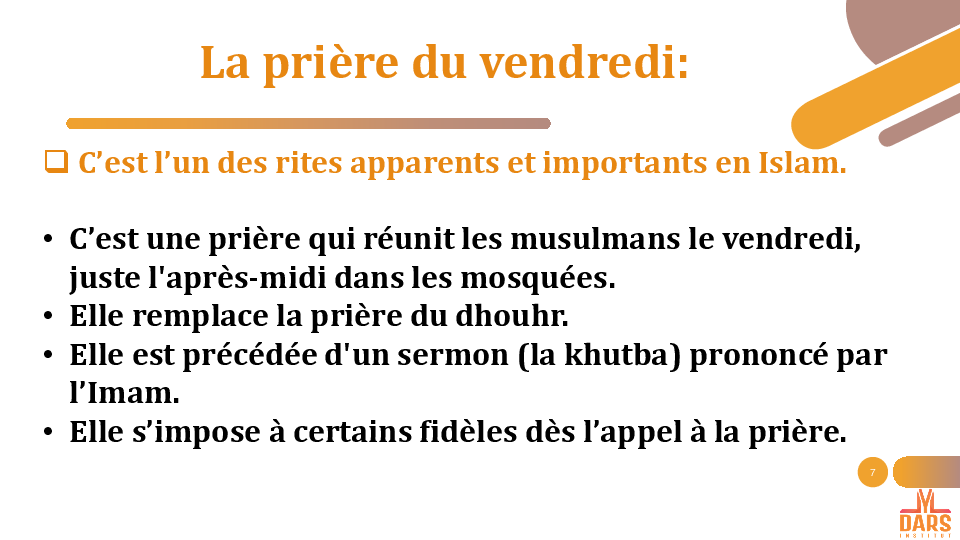 La prière du vendredi:
❑ C’est l’un des rites apparents et importants en Islam.
• C’est une prière qui réunit les musulmans le vendredi,
juste l'après-midi dans les mosquées.
• Elle remplace la prière du dhouhr.
• Elle est précédée d'un sermon (la khutba) prononcé par
l’Imam.
• Elle s’impose à certains fidèles dès l’appel à la prière.
7
DARS
INSTITUT